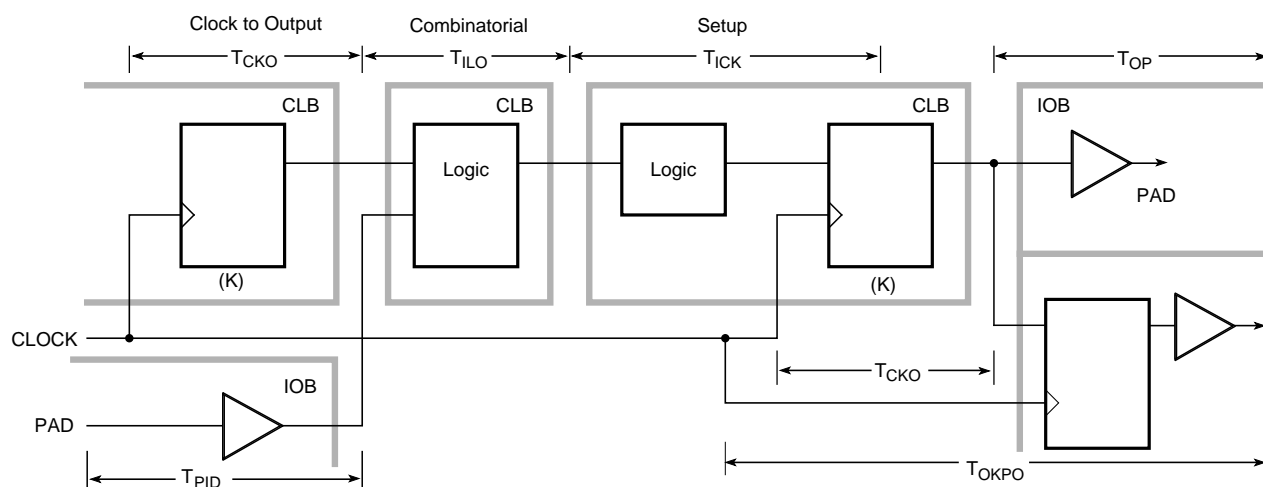 Clock to Output
Combinatorial
Setup
TCKO
TILO
TICK
TOP
CLB
CLB
CLB
IOB
Logic
Logic
PAD
(K)
(K)
CLOCK
TCKO
IOB
PAD
TPID
TOKPO